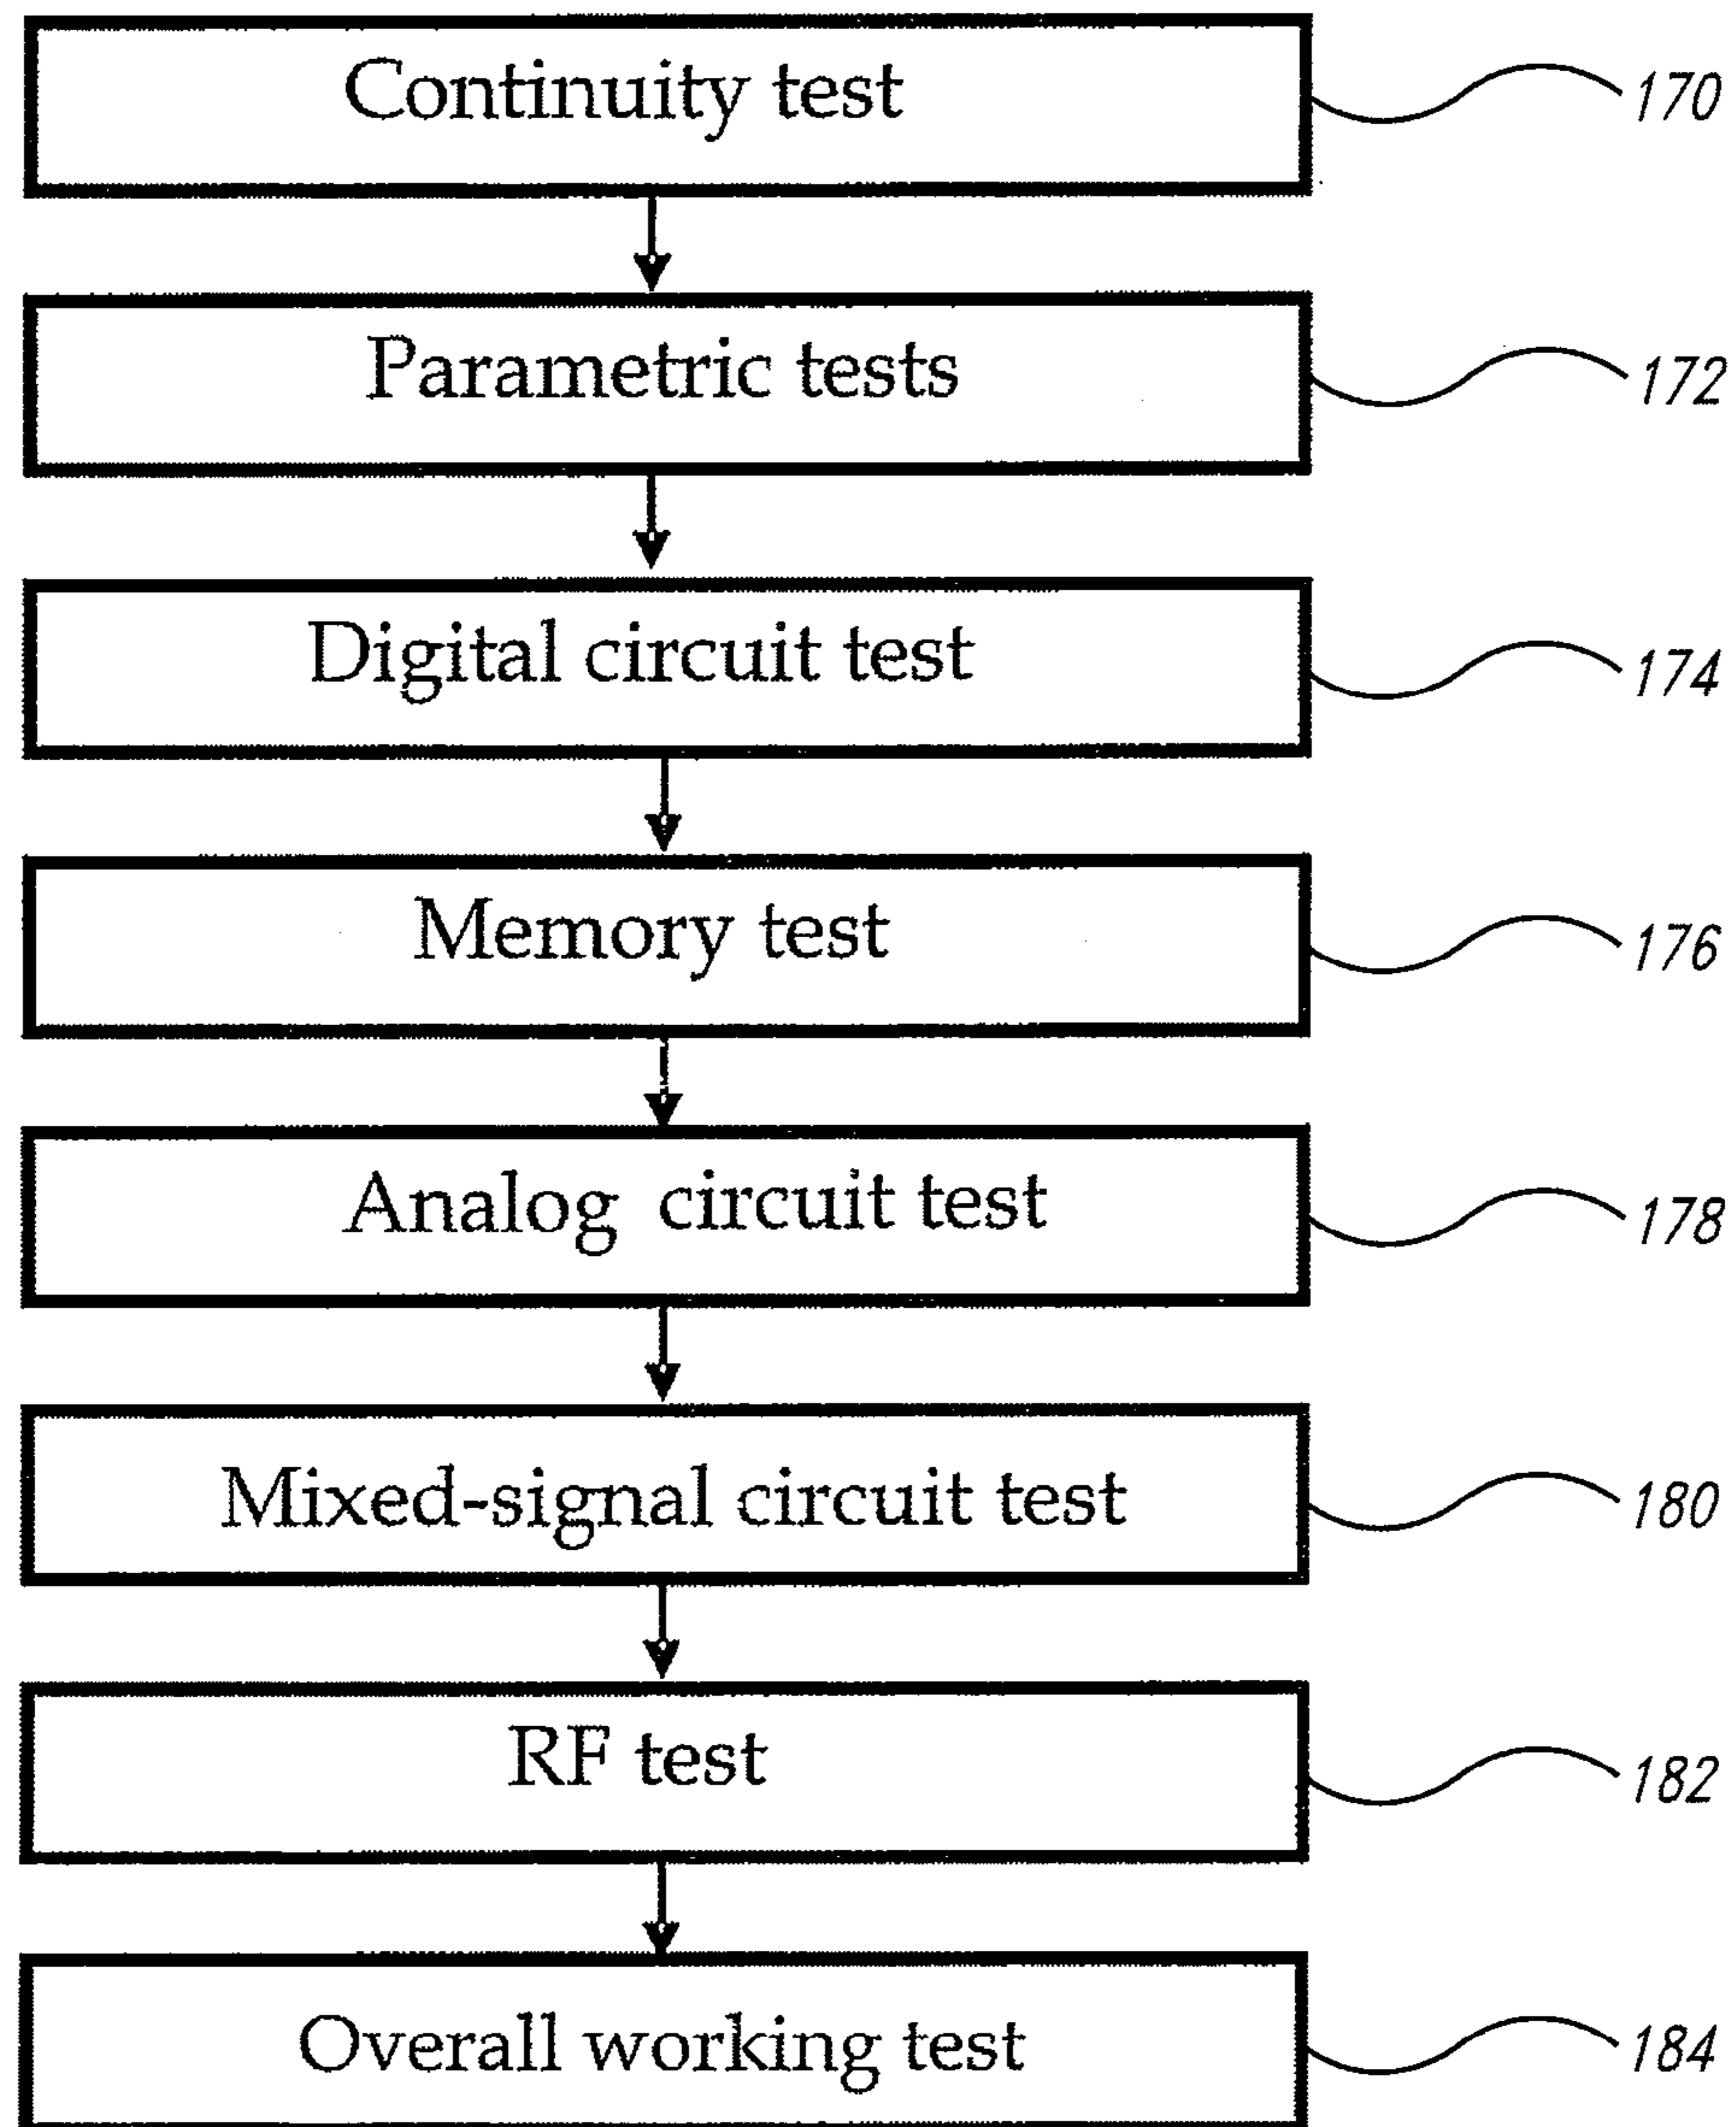 Continuity test
170
Parametric tests
172
Digital circuit test
174
Memory test
176
Analog circuit test
178
Mixed-signal circuit test
180
RF test
182
Overall working test
184